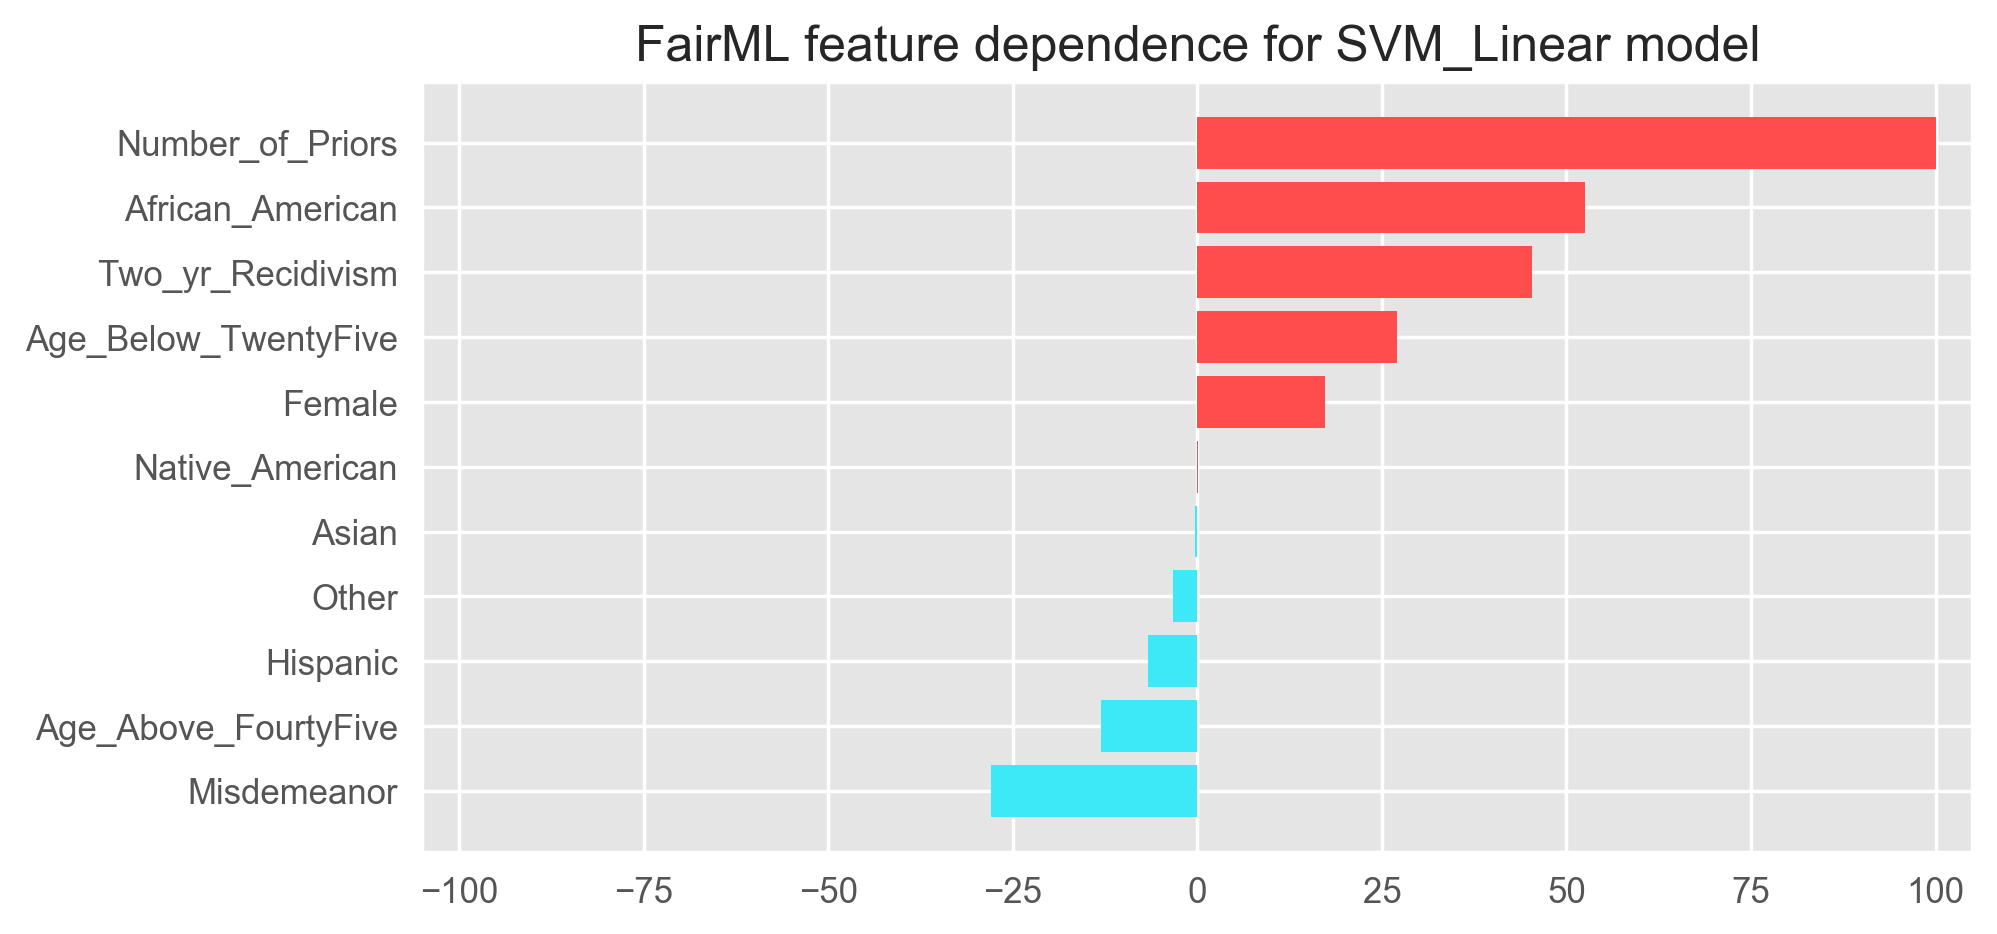 FairML feature dependence for SVM_Linear model
Number_of_Priors
African_American
Two_yr_Recidivism
Age_Below_TwentyFive
Female
Native_American
Asian
Other
Hispanic
Age_Above_FourtyFive
Misdemeanor
−100 −75 −50 −25 0 25 50 75 100